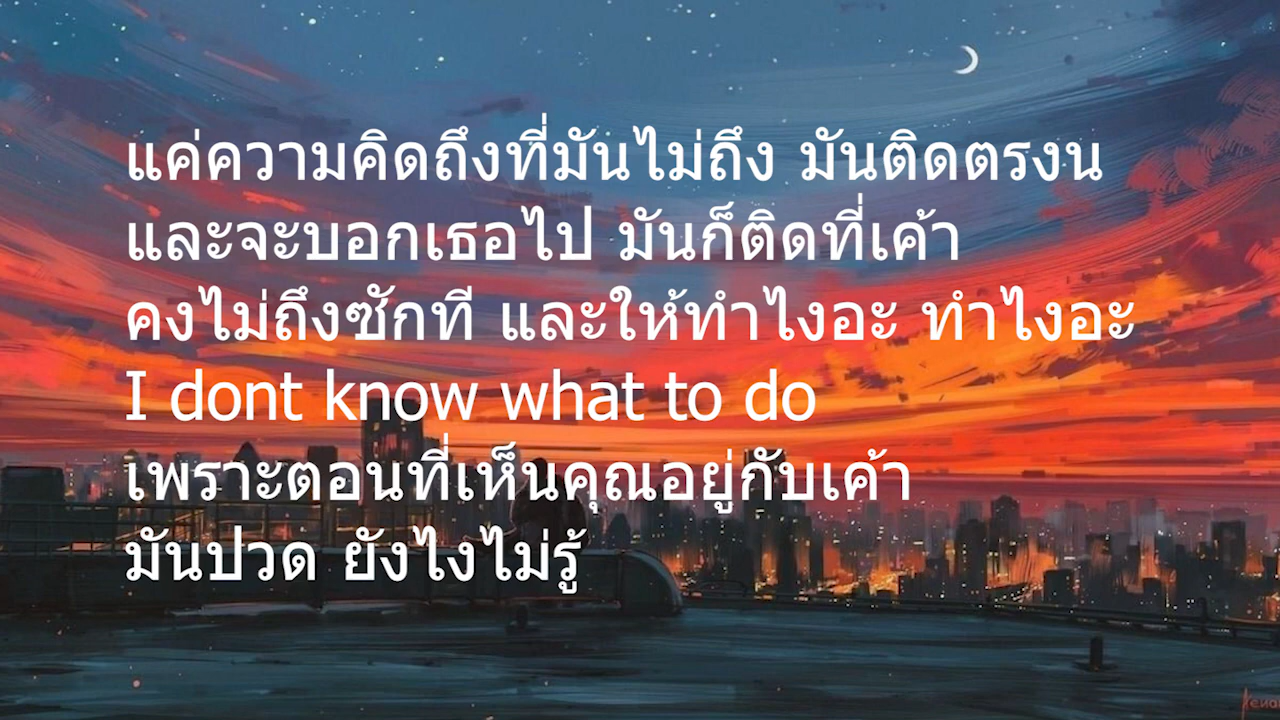 แค่ความคิดถึงที่มันไม่ถึง มันติดตรงน
และจะบอกเธอไป มันก็ติดที่เค้า
คงไม่ถึงซักที และให้ทำไงอะ ทำไงอะ
I dont know what to do
เพราะตอนที่เห็นคุณอยู่กับเค้า
มันปวด ยังไงไม่รู้